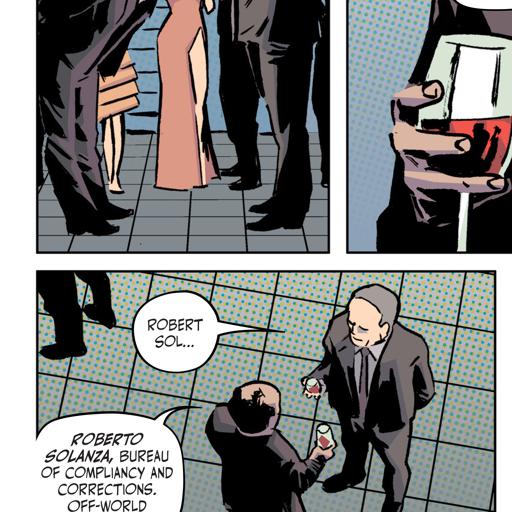 ROBERT
SOL...
ROBERTO
SOLANZA, BUREAU
OF COMPLIANCY AND
CORRECTIONS.
OFF-WORLD